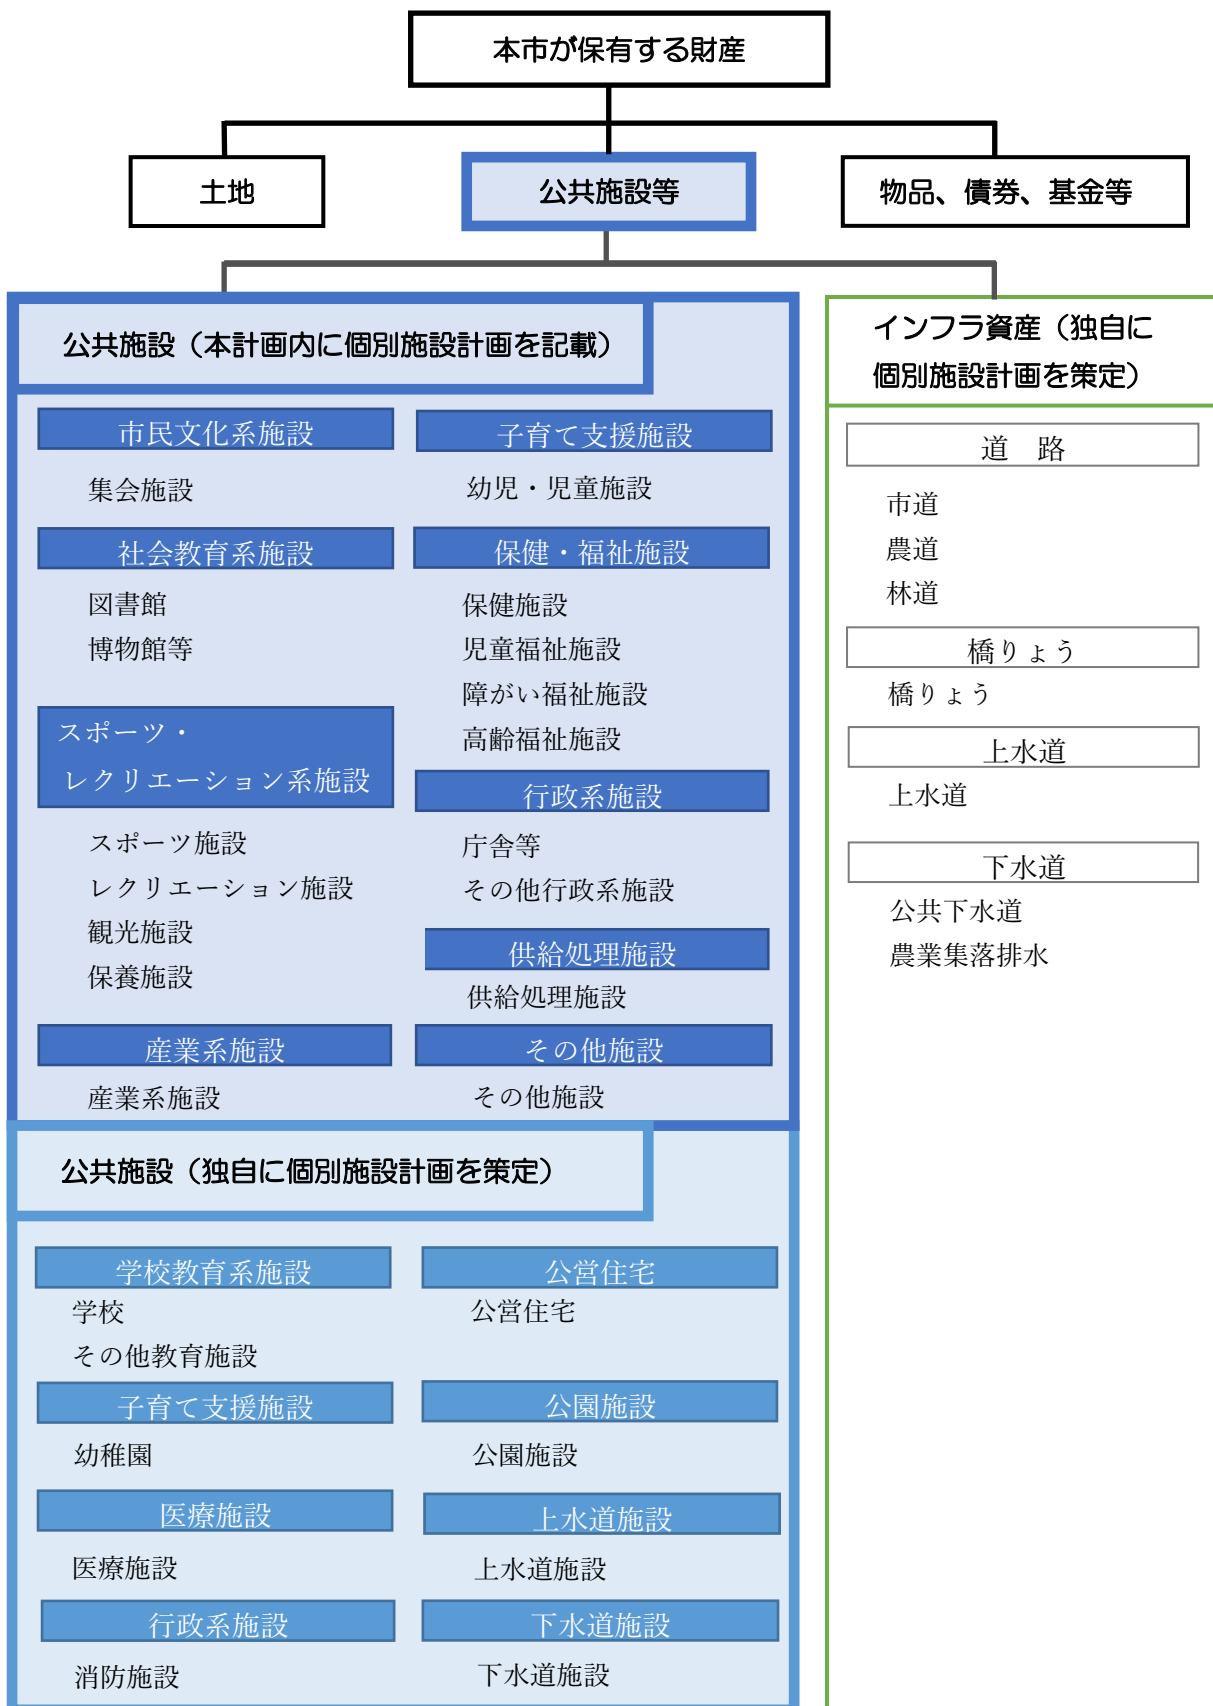 本市が保有する財産
土地
公共施設等
物品、債券、基金等
公共施設（本計画内に個別施設計画を記載）
市民文化系施設
集会施設
社会教育系施設
図書館
博物館等
スポーツ・
レクリエーション系施設
スポーツ施設
レクリエーション施設
観光施設
保養施設
産業系施設
産業系施設
子育て支援施設
幼児・児童施設
保健・福祉施設
保健施設
児童福祉施設
障がい福祉施設
高齢福祉施設
行政系施設
庁舎等
その他行政系施設
供給処理施設
供給処理施設
その他施設
その他施設
公共施設（独自に個別施設計画を策定）
学校教育系施設
学校
その他教育施設
子育て支援施設
幼稚園
医療施設
医療施設
行政系施設
消防施設
公営住宅
公営住宅
公園施設
公園施設
上水道施設
上水道施設
下水道施設
下水道施設
インフラ資産（独自に
個別施設計画を策定）
道　路
市道
農道
林道
橋りょう
橋りょう
上水道
上水道
下水道
公共下水道
農業集落排水